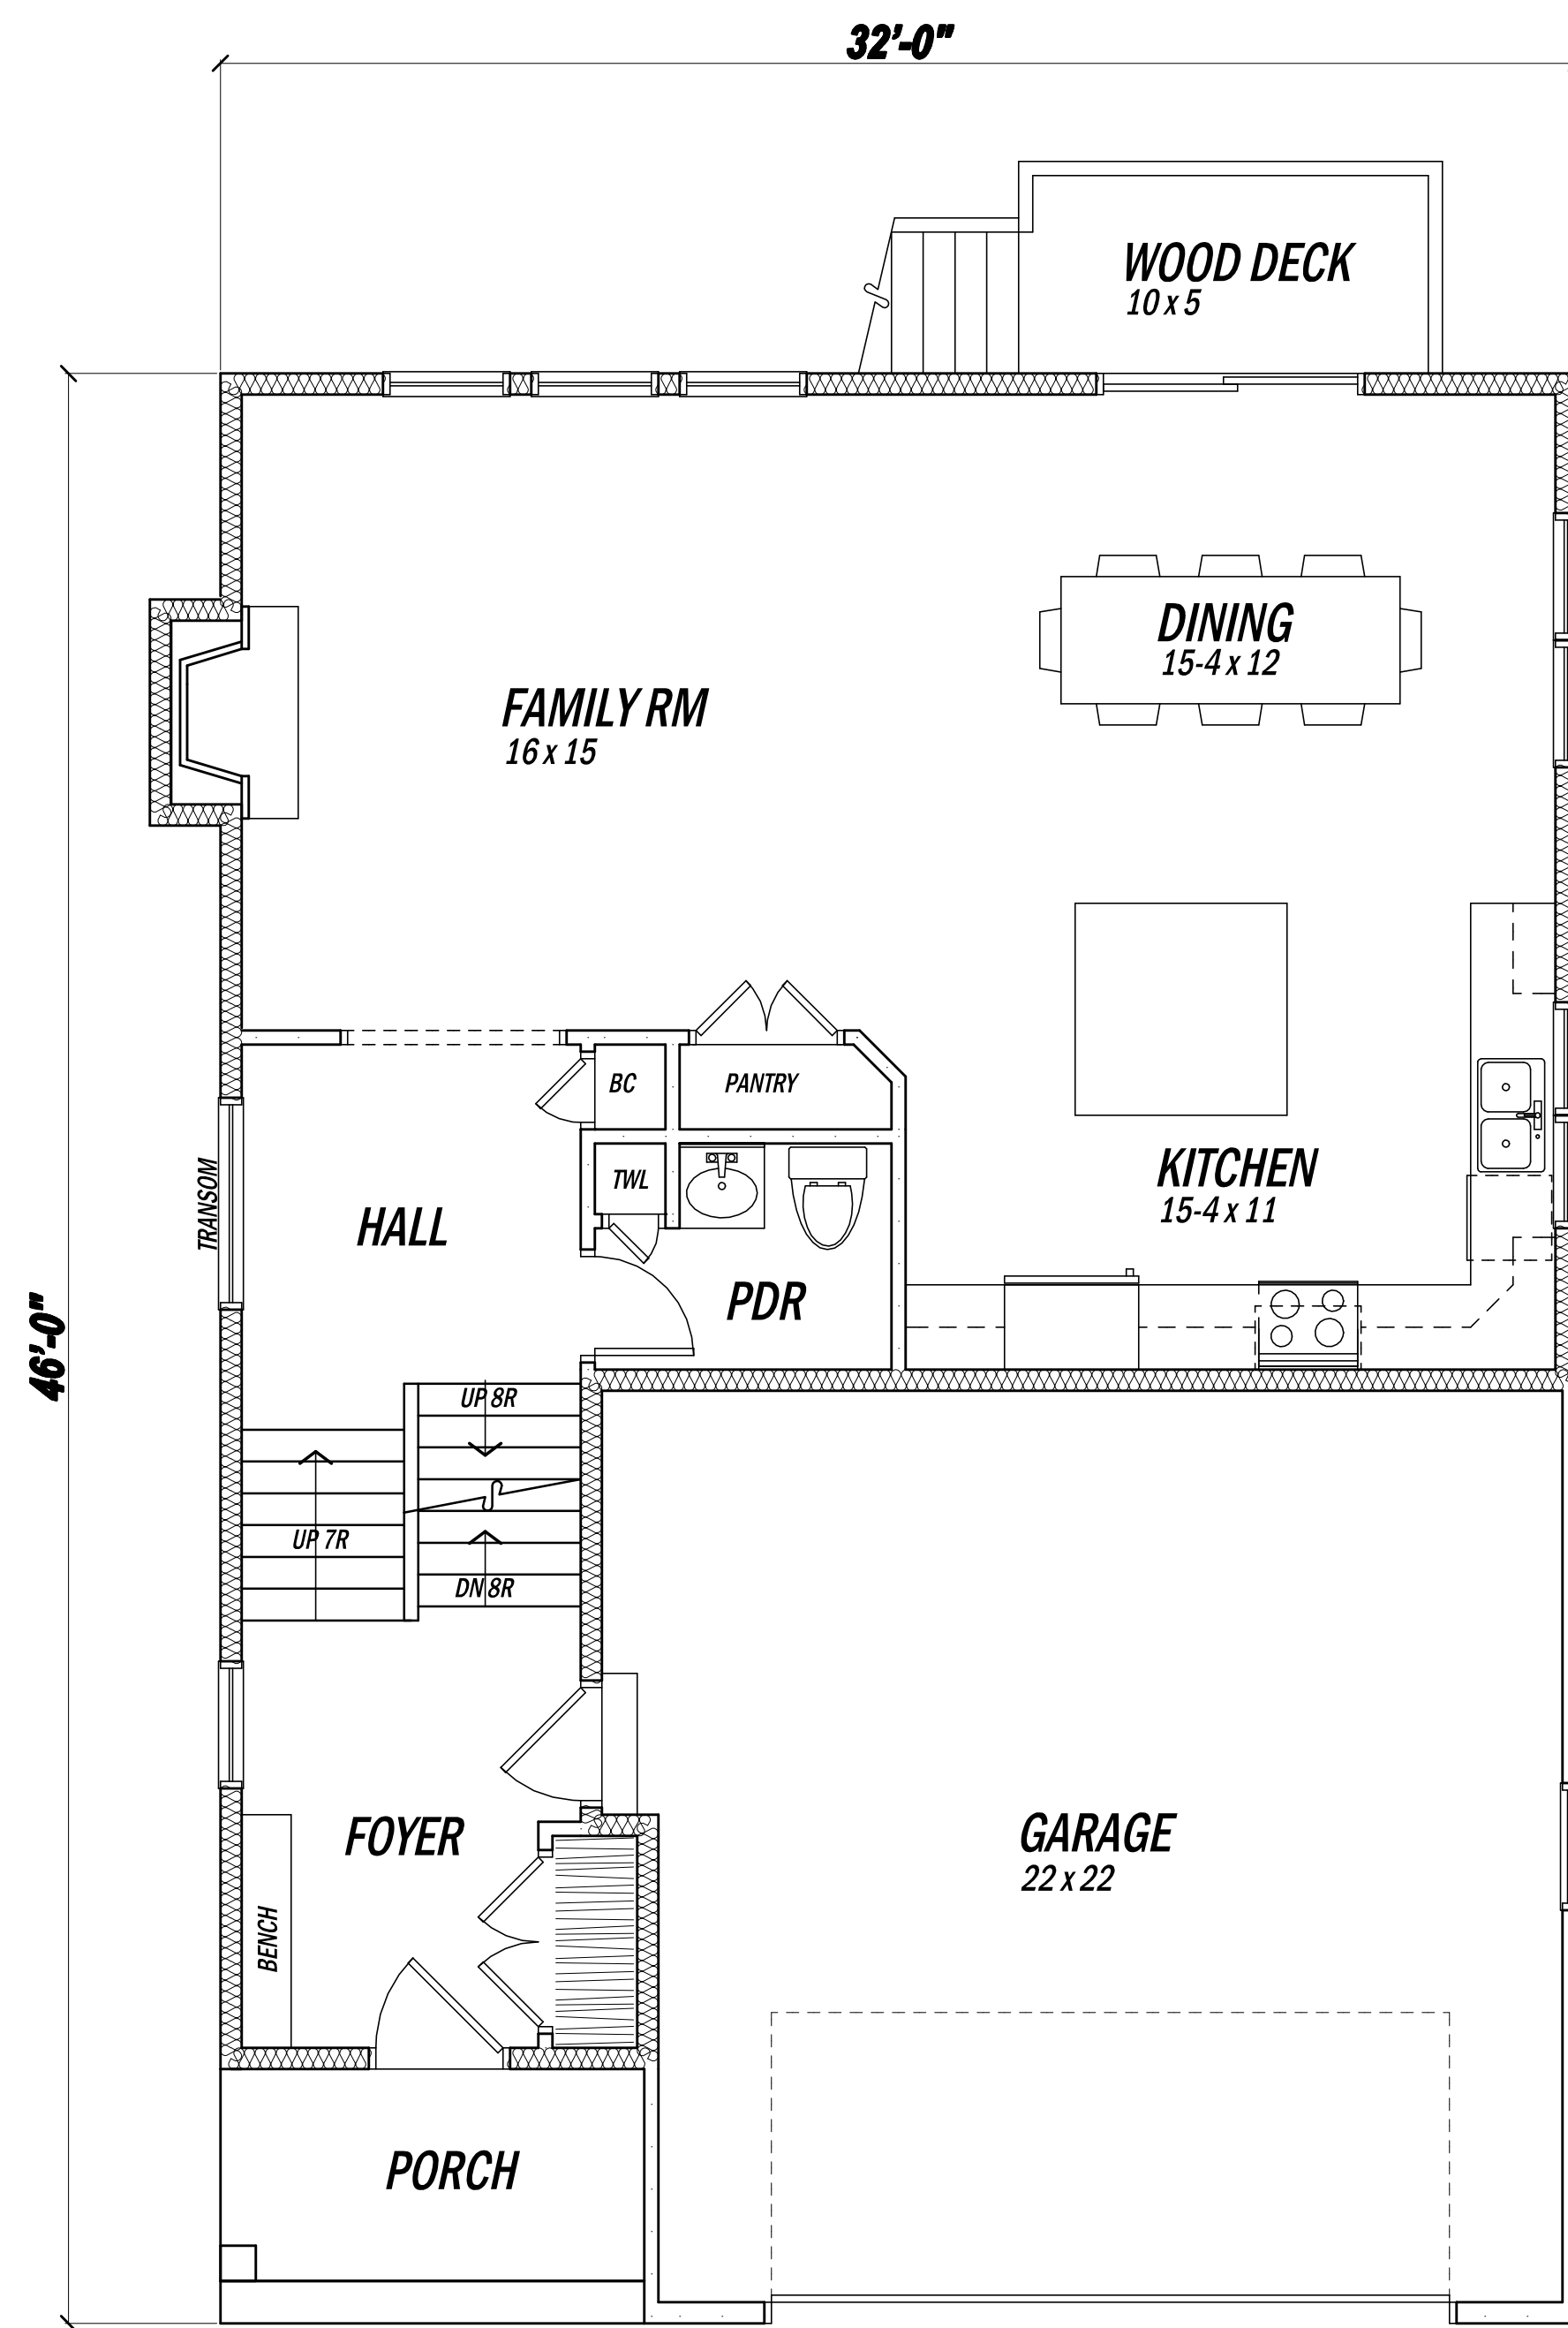 32'-0"
WOOD DECK
10 x 5
DINING
15-4 x 12
FAMILY RM
16 x 15
BC
PANTRY
TRANSOM
TWL
HALL
KITCHEN
15-4 x 11
PDR
46'-0"
UP 8R
UP 7R
DN 8R
FOYER
GARAGE
22 x 22
BENCH
PORCH